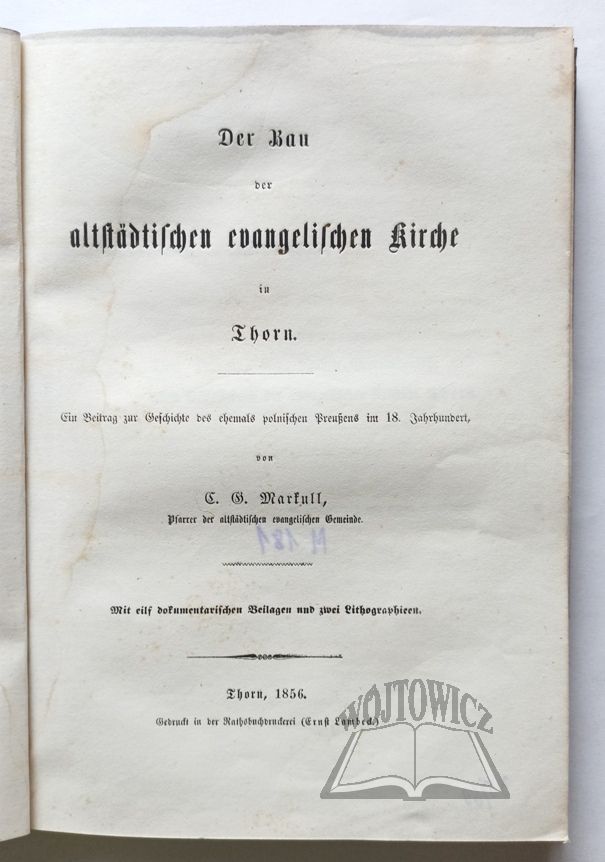 Der Bau
der
altstädtischen evangelischen Kirche
in
Thorn.
Ein Beitrag zur Geschichte des ehemals polnischen Preußens im 18. Jahrhundert,
von
C. G. Markull,
Pfarrer der altstädtischen evangelischen Gemeinde.
M 181
Mit eilf dokumentarischen Beilagen und zwei Lithographieen.
Thorn, 1856.
Gedruckt in der Rathsbuchdruckerei (Ernst Lambeck.)
WÓJTOWICZ